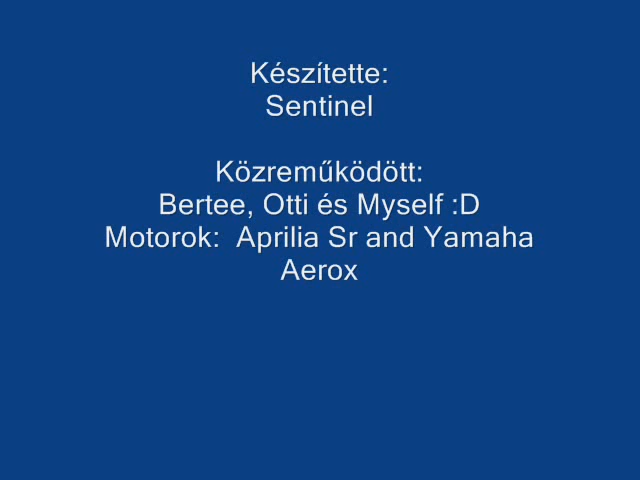 Készítette:
Sentinel
Közreműködött:
Bertee, Otti és Myself :D
Motorok:  Aprilia Sr and Yamaha
Aerox